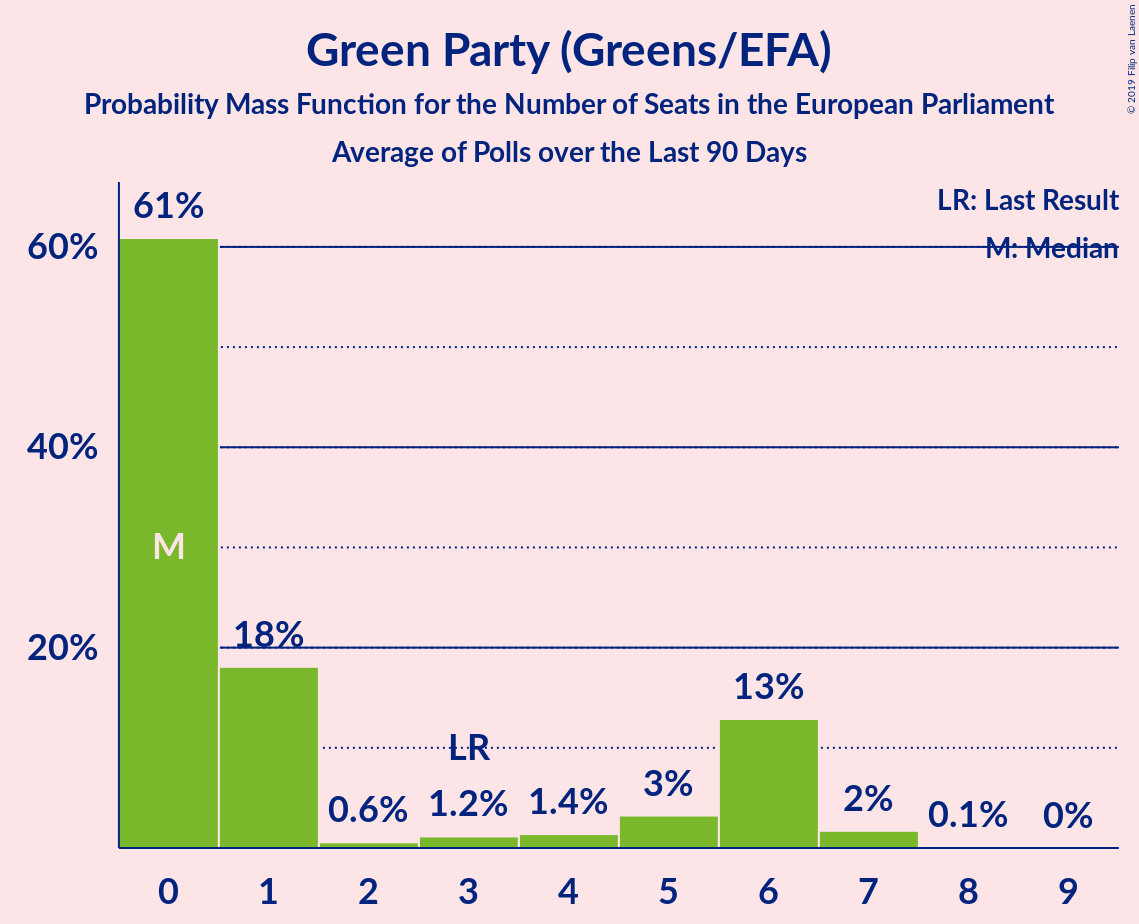 Green Party (Greens/EFA)
Probability Mass Function for the Number of Seats in the European Parliament
Average of Polls over the Last 90 Days
© 2019 Filip van Laenen
LR: Last Result
M: Median
61%
60%
40%
M
20%
18%
13%
LR
0.6%
1.2%
1.4%
3%
2%
0.1%
0%
0 1 2 3 4 5 6 7 8 9